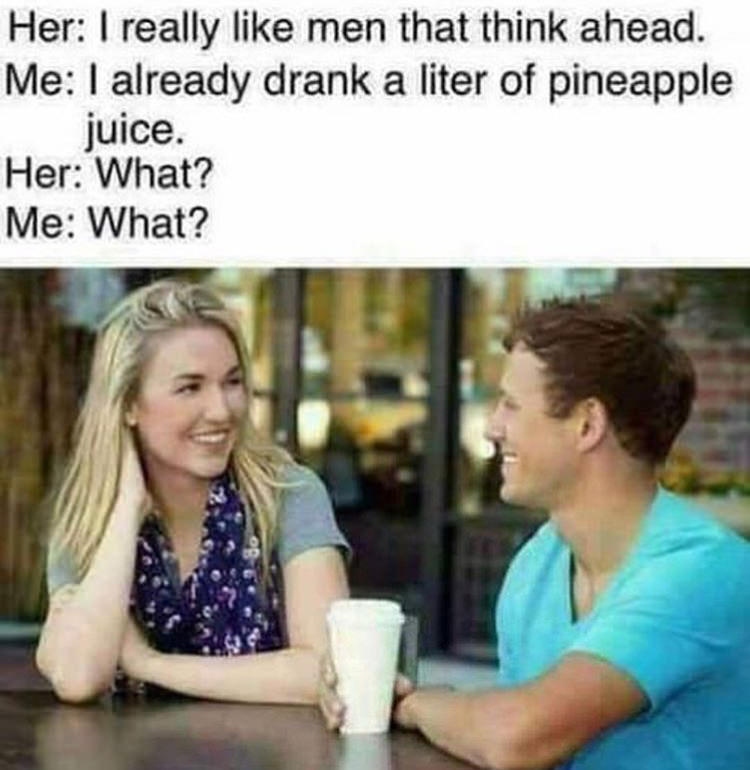 Her: I really like men that think ahead.
Me: I already drank a liter of pineapple
juice.
Her: What?
Me: What?